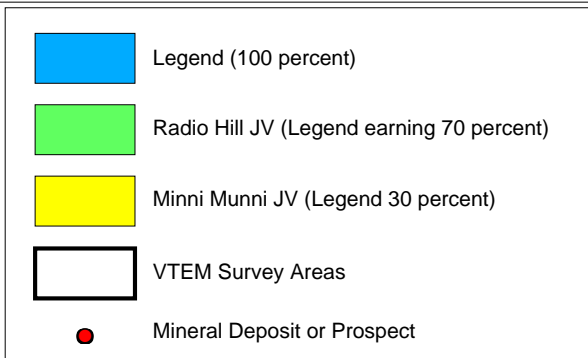 Legend (100 percent)
Radio Hill JV (Legend earning 70 percent)
Minni Munni JV (Legend 30 percent)
VTEM Survey Areas
Mineral Deposit or Prospect